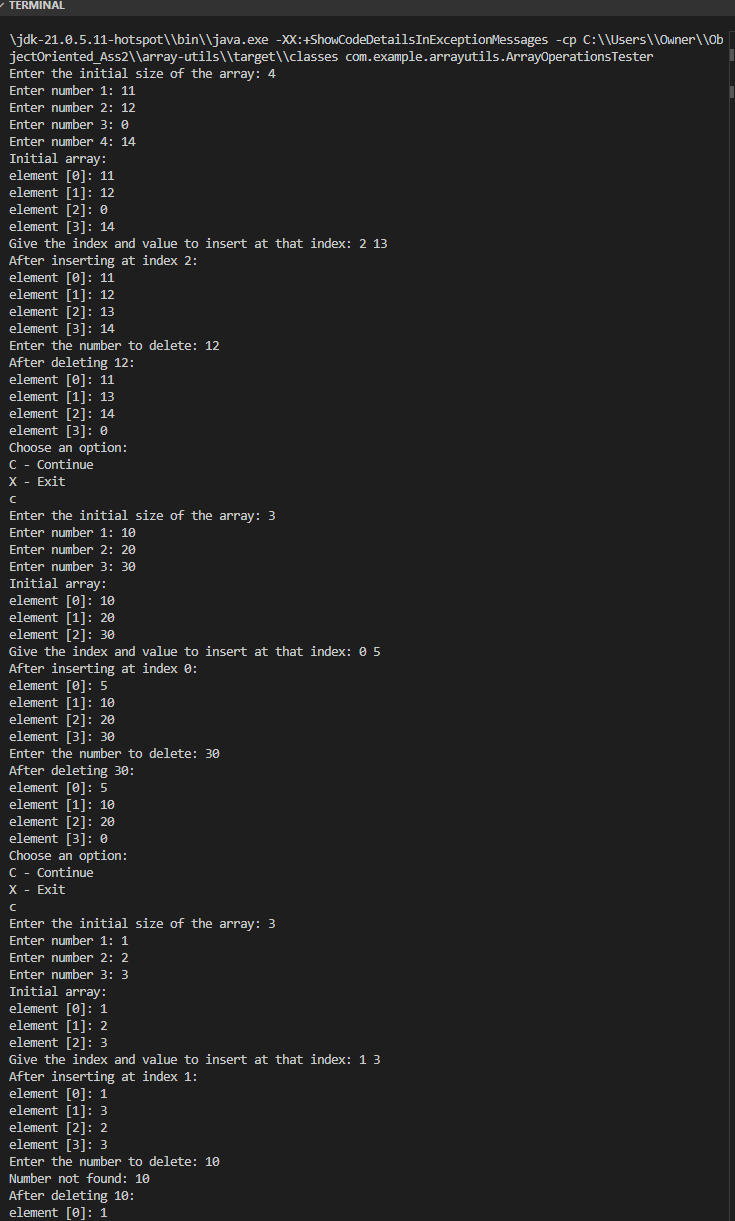 TERMINAL
\jdk-21.0.5.11-hotspot\\bin\\java.exe -XX:+ShowCodeDetailsInExceptionMessages -cp C:\\Users\\Owner\\Ob
jectOriented_Ass2\\array-utils\\target\\classes com.example.arrayutils.ArrayOperationsTester
Enter the initial size of the array: 4
Enter number 1: 11
Enter number 2: 12
Enter number 3: 0
Enter number 4: 14
Initial array:
element [0]: 11
element [1]: 12
element [2]: 0
element [3]: 14
Give the index and value to insert at that index: 2 13
After inserting at index 2:
element [0]: 11
element [1]: 12
element [2]: 13
element [3]: 14
Enter the number to delete: 12
After deleting 12:
element [0]: 11
element [1]: 13
element [2]: 14
element [3]: 0
Choose an option:
C - Continue
X - Exit
c
Enter the initial size of the array: 3
Enter number 1: 10
Enter number 2: 20
Enter number 3: 30
Initial array:
element [0]: 10
element [1]: 20
element [2]: 30
Give the index and value to insert at that index: 0 5
After inserting at index 0:
element [0]: 5
element [1]: 10
element [2]: 20
element [3]: 30
Enter the number to delete: 30
After deleting 30:
element [0]: 5
element [1]: 10
element [2]: 20
element [3]: 0
Choose an option:
C - Continue
X - Exit
c
Enter the initial size of the array: 3
Enter number 1: 1
Enter number 2: 2
Enter number 3: 3
Initial array:
element [0]: 1
element [1]: 2
element [2]: 3
Give the index and value to insert at that index: 1 3
After inserting at index 1:
element [0]: 1
element [1]: 3
element [2]: 2
element [3]: 3
Enter the number to delete: 10
Number not found: 10
After deleting 10:
element [0]: 1